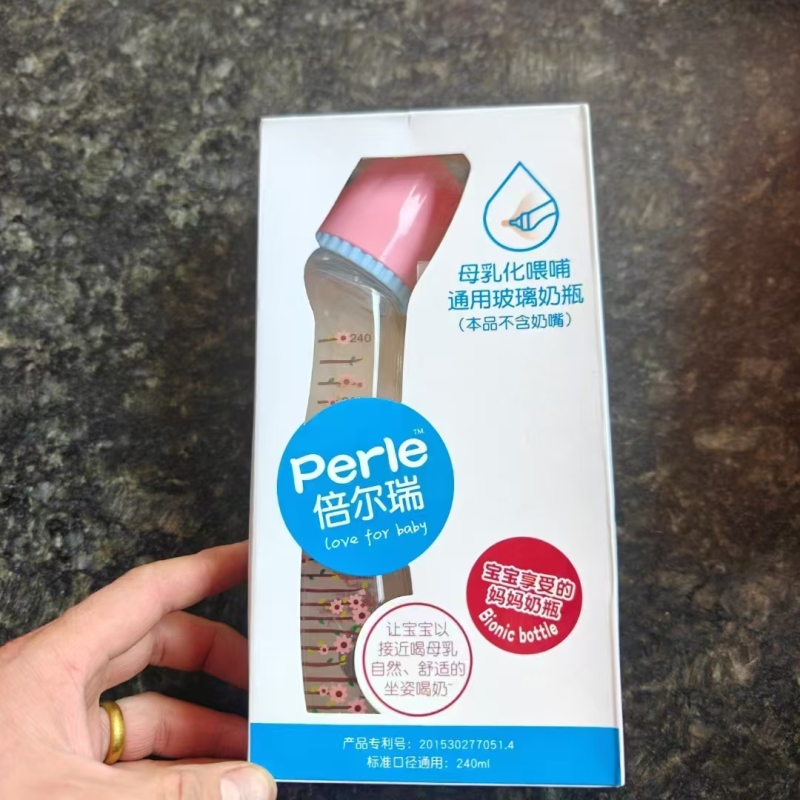 母乳化喂哺
通用玻璃奶瓶
（本品不含奶嘴）
240
Perle™
倍尔瑞
love for baby
宝宝享受的
妈妈奶瓶
Bionic bottle
让宝宝以
接近喝母乳
自然、舒适的
坐姿喝奶~
产品专利号：201530277051.4
标准口径通用：240ml